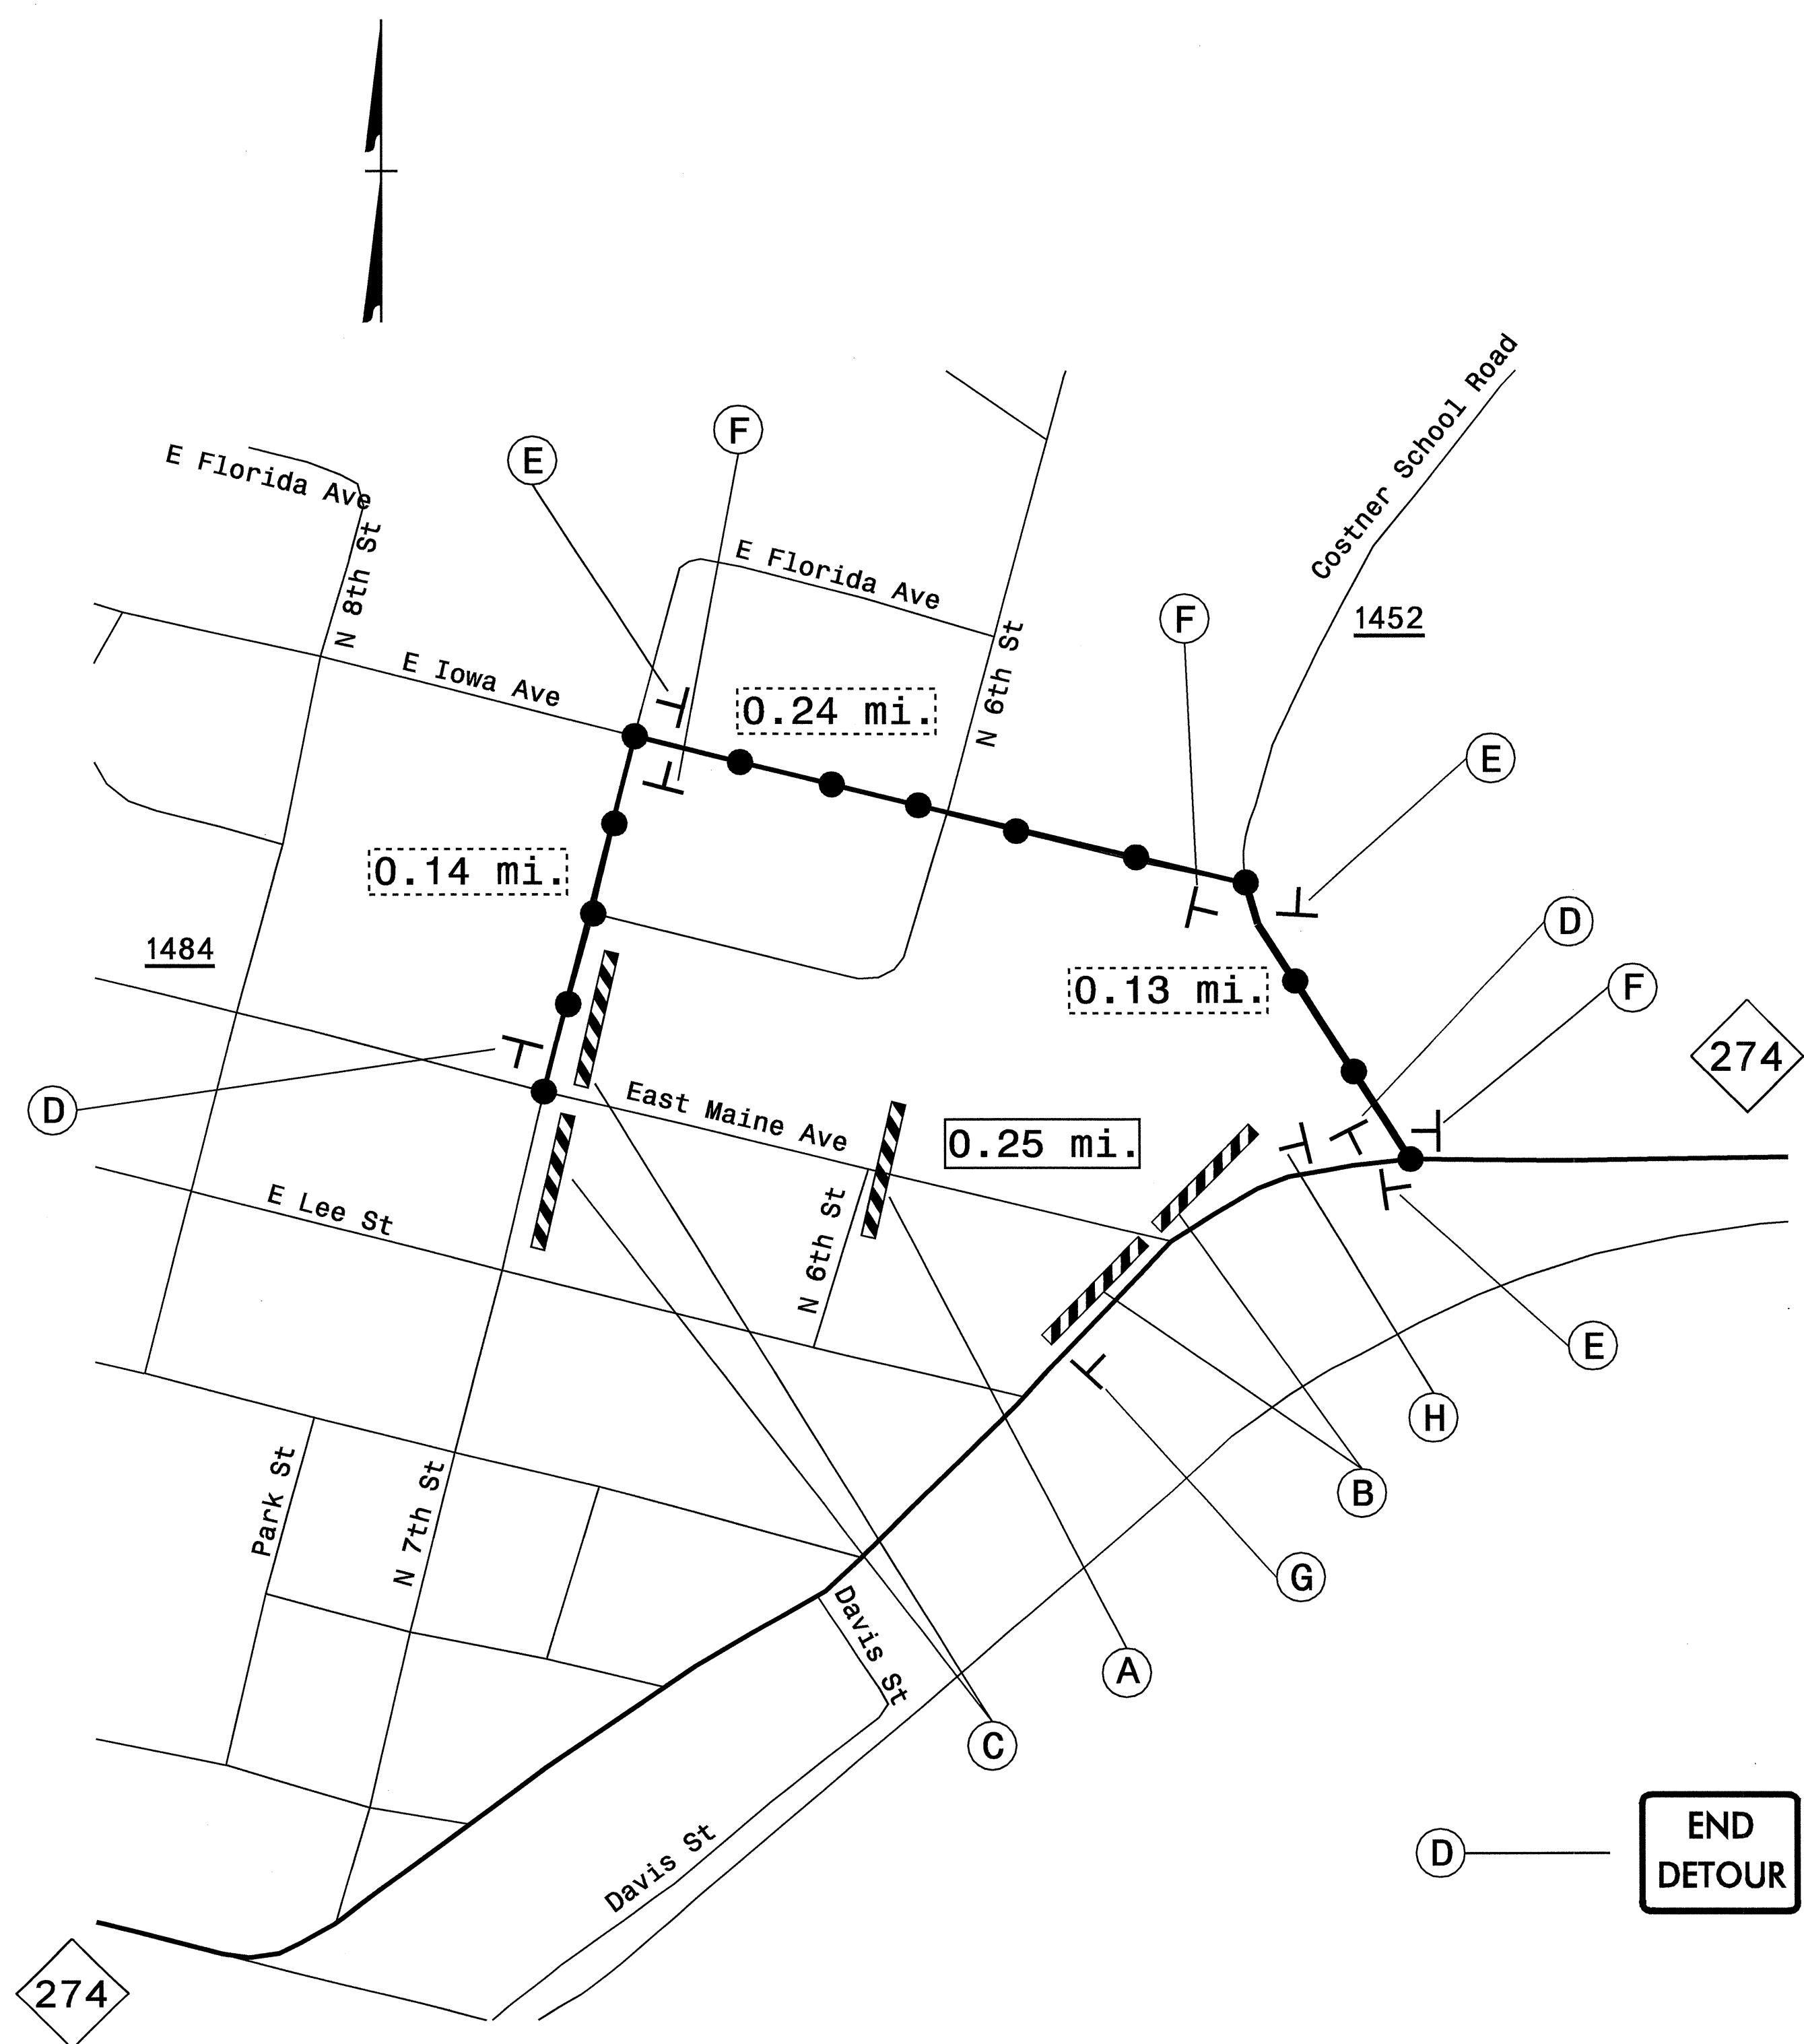 F
E
E Florida Ave
N 8th St
E Florida Ave
Costner School Road
F
1452
N 6th St
E Iowa Ave
0.24 mi.
E
0.14 mi.
D
1484
0.13 mi.
F
274
D
East Maine Ave
0.25 mi.
E Lee St
N 6th St
E
H
Park St
N 7th St
B
G
Davis St
A
C
Davis St
D
END
DETOUR
274